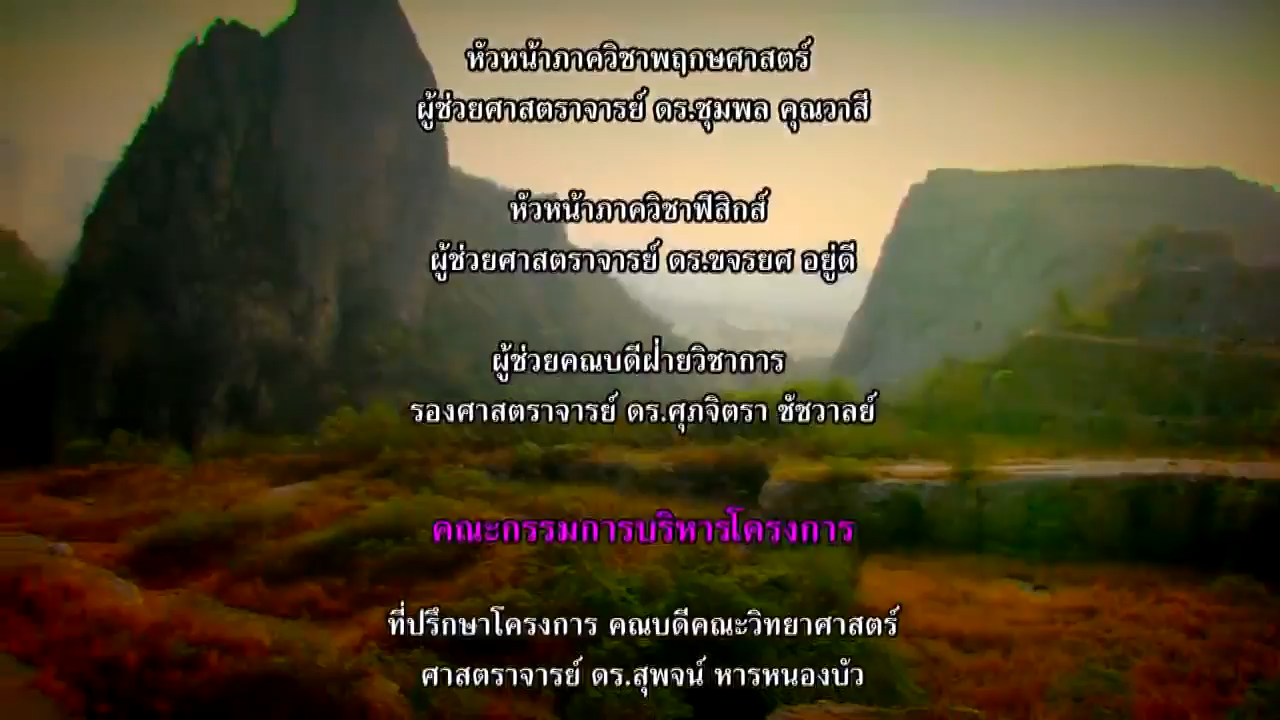 หัวหน้าภาควิชาพฤกษศาสตร์
ผู้ช่วยศาสตราจารย์ ดร.ชุมพล คุณวาสี
หัวหน้าภาควิชาฟิสิกส์
ผู้ช่วยศาสตราจารย์ ดร.ขจรยศ อยู่ดี
ผู้ช่วยคณบดีฝ่ายวิชาการ
รองศาสตราจารย์ ดร.ศุภจิตรา ชัชวาลย์
คณะกรรมการบริหารโครงการ
ที่ปรึกษาโครงการ คณบดีคณะวิทยาศาสตร์
ศาสตราจารย์ ดร.สุพจน์ หารหนองบัว